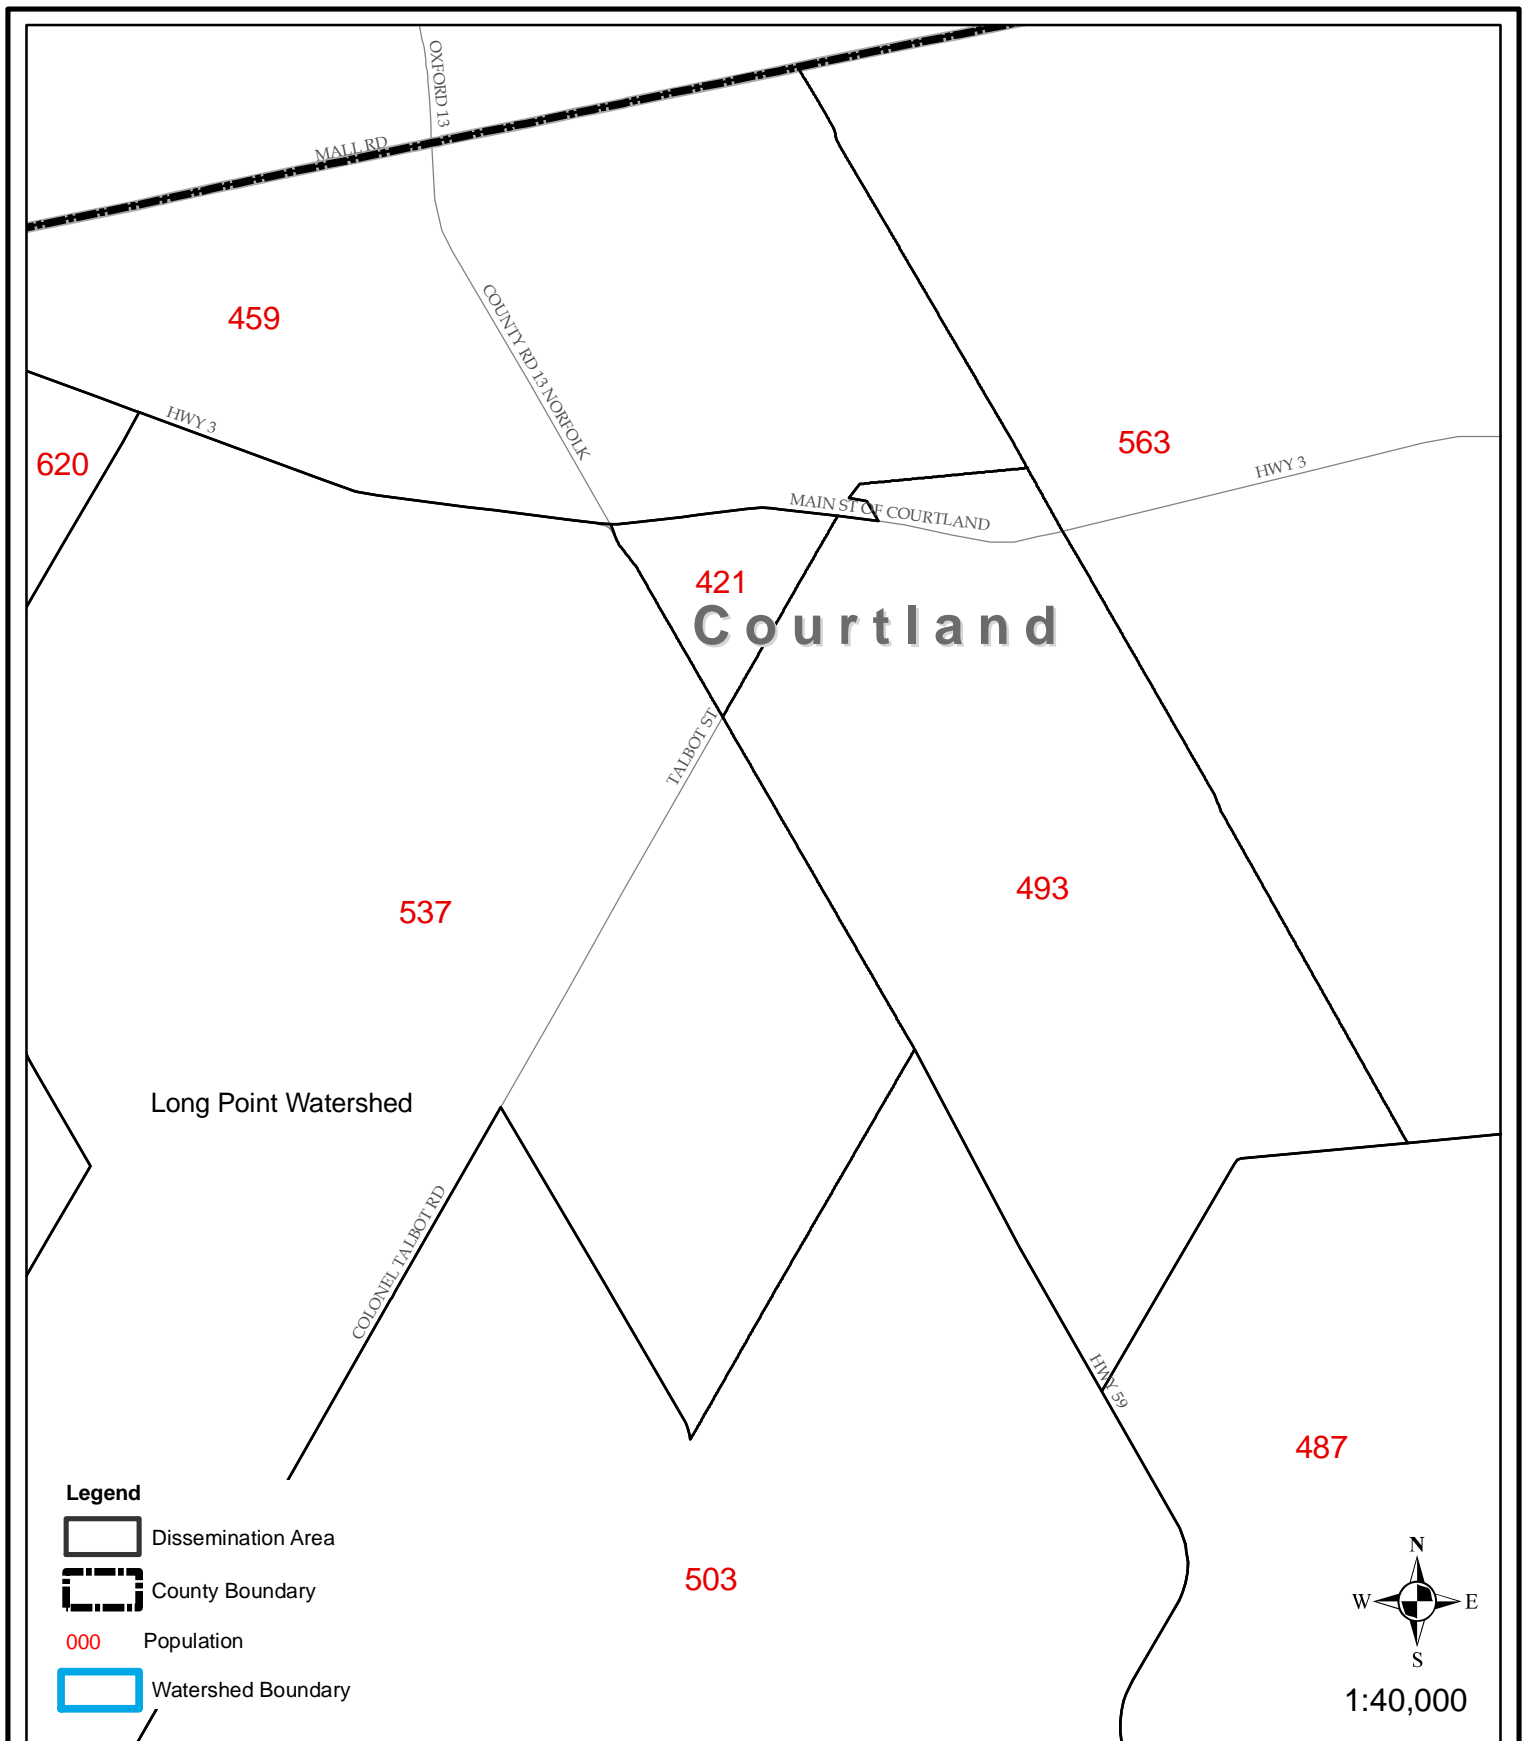 OXFORD 13
MALL RD
459
COUNTY RD 13 NORFOLK
HWY 3
620
563
HWY 3
MAIN ST OF COURTLAND
421
Courtland
TALBOT ST
493
537
Long Point Watershed
COLONEL TALBOT RD
HWY 59
487
503
Legend
Dissemination Area
County Boundary
000 Population
Watershed Boundary
N
W E
S
1:40,000